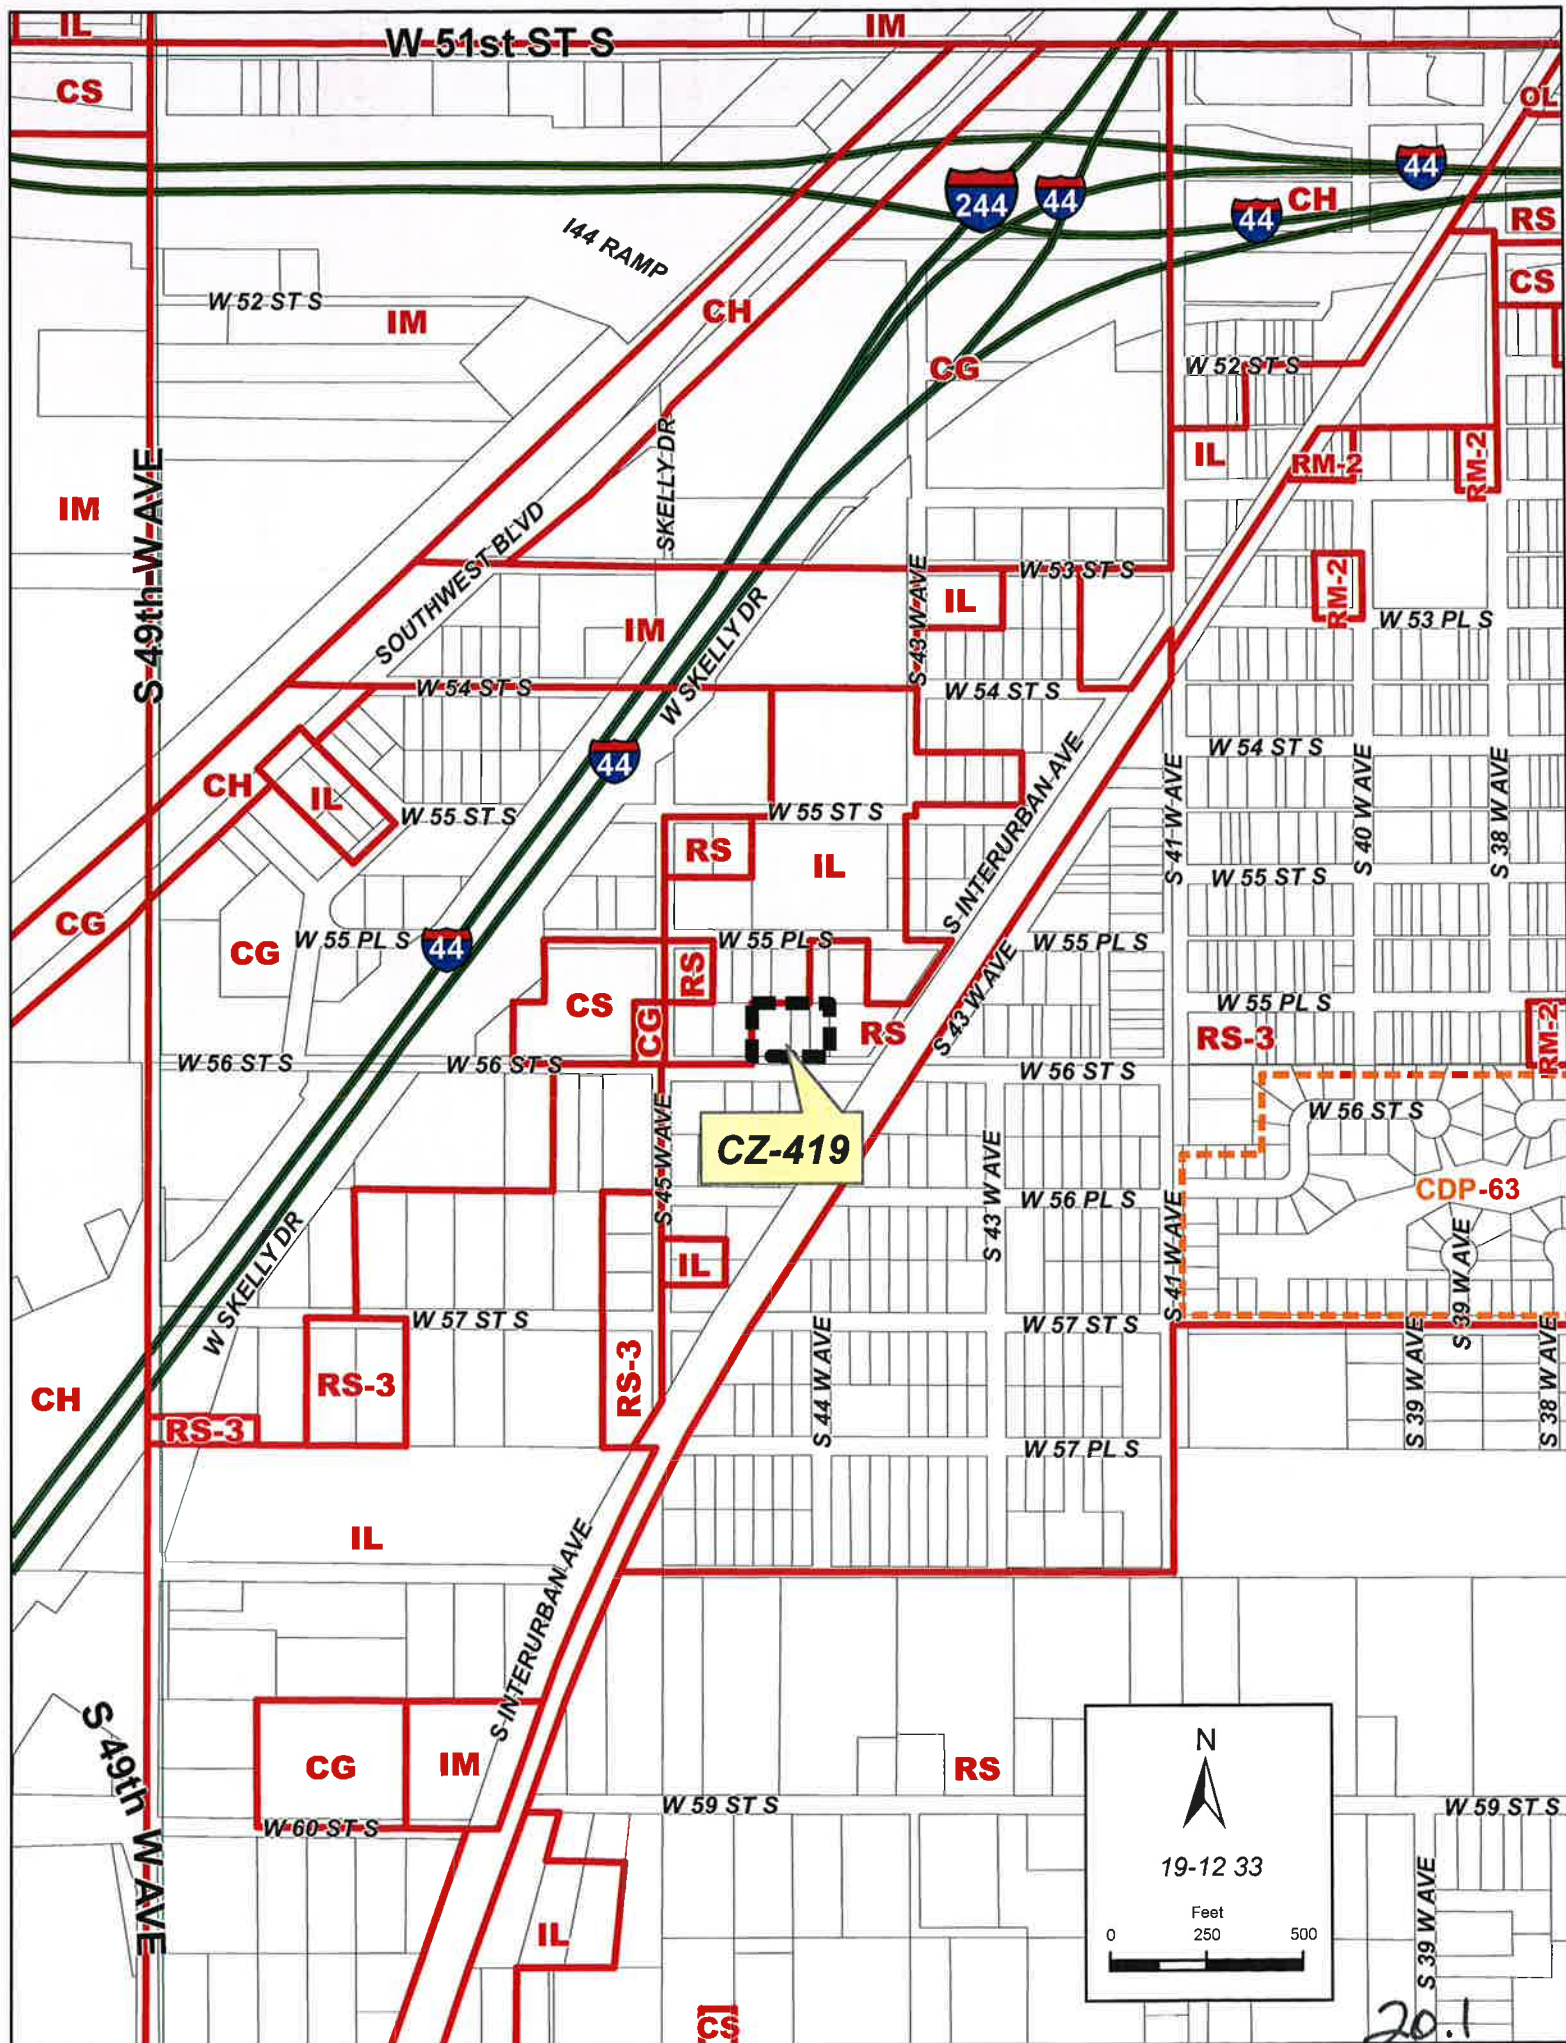 IL
W 51st ST S
IM
CS
OL
44
244
44
CH
44
RS
I44 RAMP
CS
W 52 ST S
IM
CH
CG
W 52 ST S
SKELLY DR
IL
RM-2
RM-2
S 49th W AVE
IM
SOUTHWEST BLVD
W 53 ST S
S 43 W AVE
IL
RM-2
W 53 PL S
IM
W SKELLY DR
W 54 ST S
W 54 ST S
S INTERURBAN AVE
W 54 ST S
S 41 W AVE
S 40 W AVE
S 38 W AVE
44
CH
IL
W 55 ST S
W 55 ST S
RS
IL
W 55 ST S
CG
CG
W 55 PL S
44
W 55 PL S
W 55 PL S
RS
S 43 W AVE
CS
CG
RS
W 55 PL S
RS-3
RM-2
W 56 ST S
W 56 ST S
W 56 ST S
W 56 ST S
S 45 W AVE
CZ-419
S 43 W AVE
W 56 PL S
CDP-63
S 41 W AVE
S 39 W AVE
W SKELLY DR
IL
W 57 ST S
W 57 ST S
S 44 W AVE
S 39 W AVE
S 38 W AVE
RS-3
RS-3
CH
RS-3
W 57 PL S
IL
S INTERURBAN AVE
S 49th W AVE
CG
IM
RS
N
W 59 ST S
W 59 ST S
W 60 ST S
19-12 33
Feet
0 250 500
S 39 W AVE
IL
CS
20.1